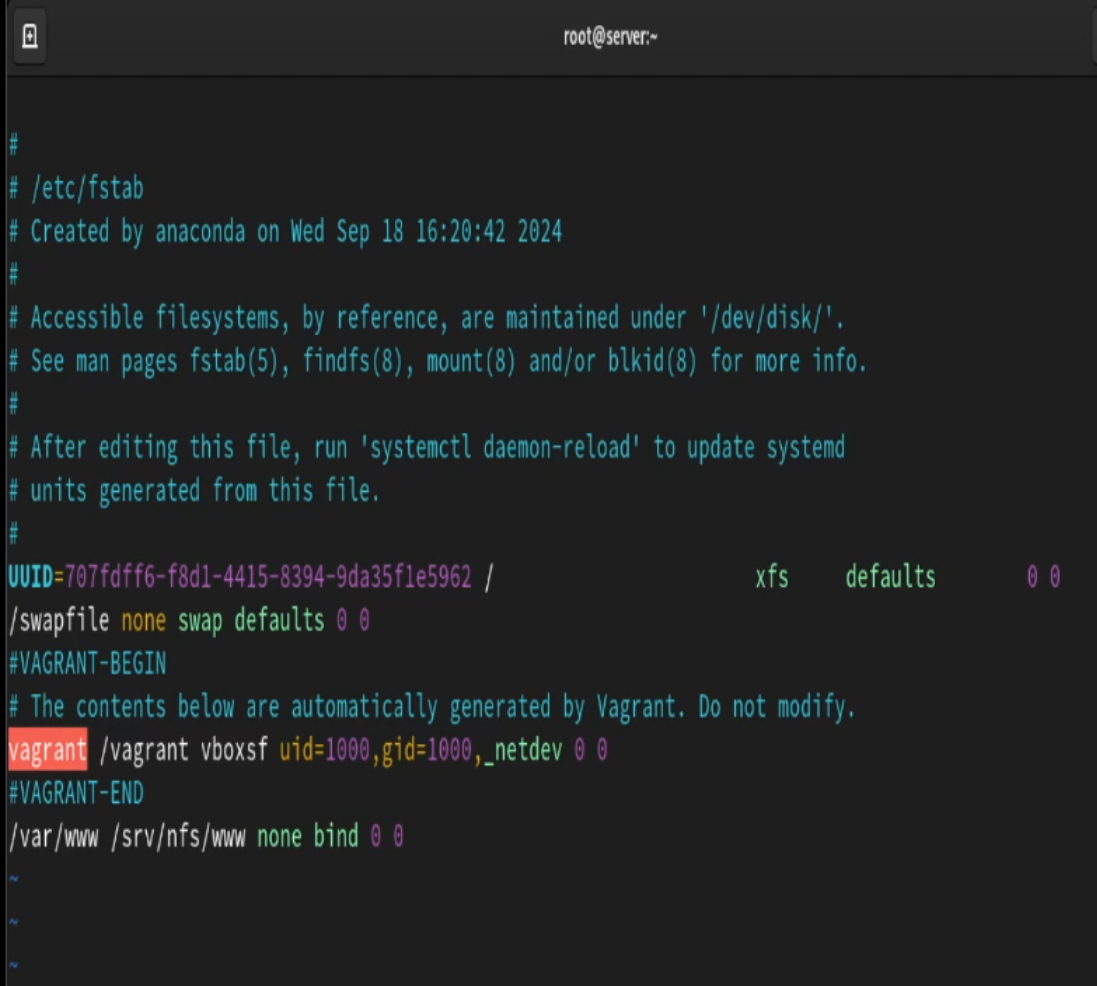 root@server:~
#
# /etc/fstab
# Created by anaconda on Wed Sep 18 16:20:42 2024
#
# Accessible filesystems, by reference, are maintained under '/dev/disk/'.
# See man pages fstab(5), findfs(8), mount(8) and/or blkid(8) for more info.
#
# After editing this file, run 'systemctl daemon-reload' to update systemd
# units generated from this file.
#
UUID=707fdff6-f8d1-4415-8394-9da35f1e5962 /                       xfs     defaults        0 0
/swapfile none swap defaults 0 0
#VAGRANT-BEGIN
# The contents below are automatically generated by Vagrant. Do not modify.
vagrant /vagrant vboxsf uid=1000,gid=1000,_netdev 0 0
#VAGRANT-END
/var/www /srv/nfs/www none bind 0 0
~
~
~